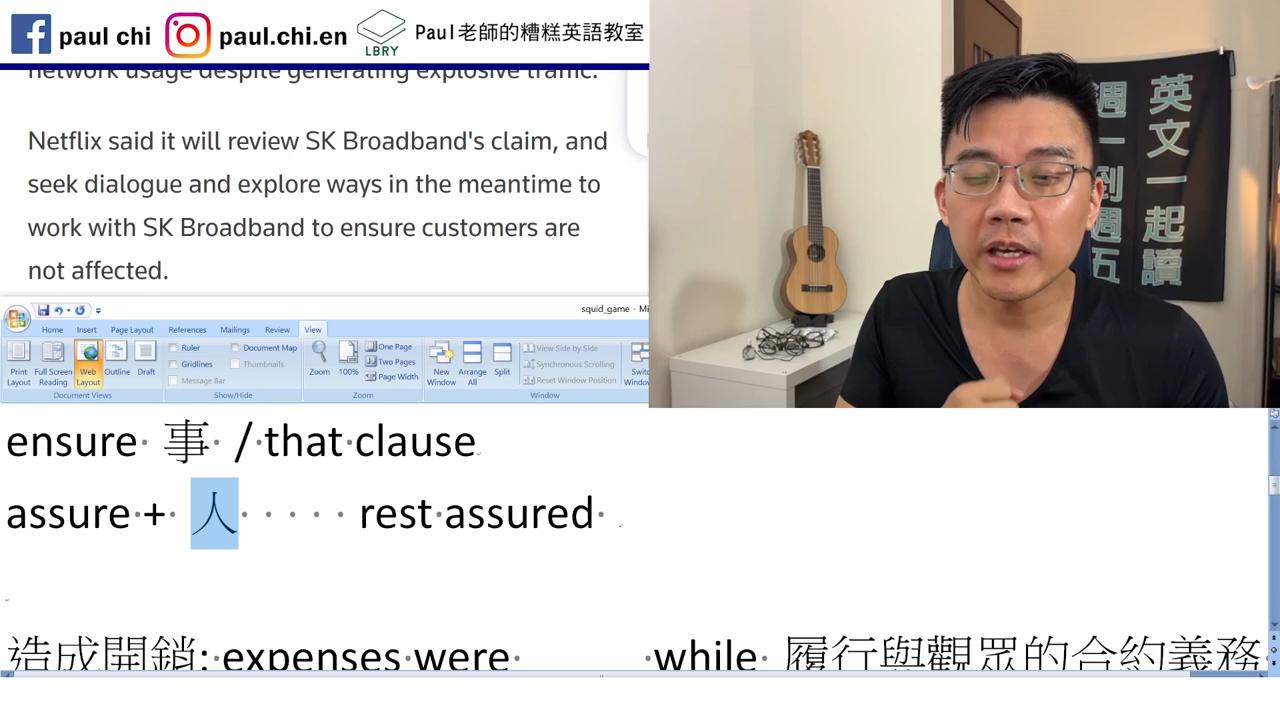 paul chi
paul.chi.en
LBRY
Paul老師的糟糕英語教室
network usage despite generating explosive traffic.
Netflix said it will review SK Broadband's claim, and
seek dialogue and explore ways in the meantime to
work with SK Broadband to ensure customers are
not affected.
英文一起讀
週一到週五
squid_game - Mi
Home Insert Page Layout References Mailings Review View
Print Layout
Full Screen Reading
Web Layout
Outline
Draft
Document Views
Ruler
Gridlines
Message Bar
Document Map
Thumbnails
Show/Hide
Zoom
100%
One Page
Two Pages
Page Width
Zoom
New Window
Arrange All
Split
View Side by Side
Synchronous Scrolling
Reset Window Position
Window
ensure 事 / that clause
assure + 人 rest assured
造成開銷: expenses were while 履行與觀眾的合約義務